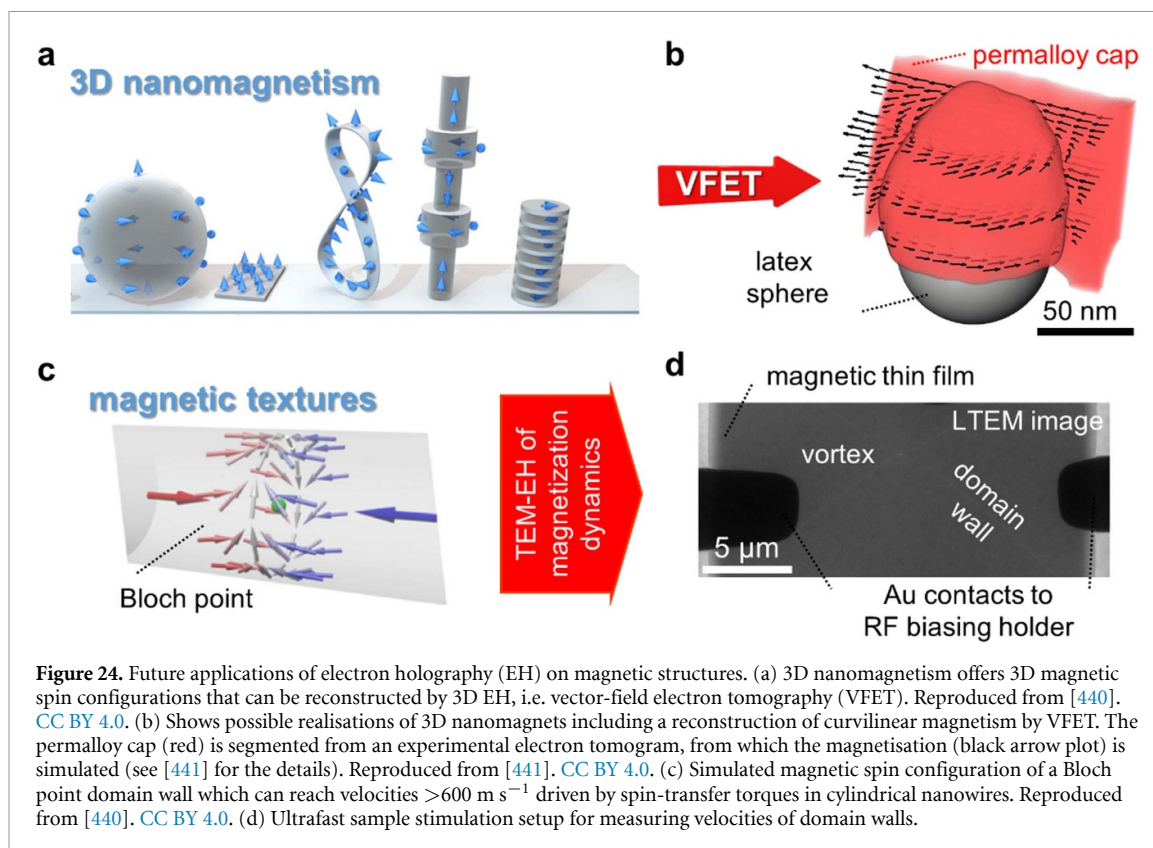 a
3D nanomagnetism
b
permalloy cap
VFET
latex
sphere
50 nm
c
magnetic textures
Bloch point
TEM-EH of
magnetization
dynamics
d
magnetic thin film
LTEM image
vortex
domain
wall
5 μm
Au contacts to
RF biasing holder
Figure 24. Future applications of electron holography (EH) on magnetic structures. (a) 3D nanomagnetism offers 3D magnetic
spin configurations that can be reconstructed by 3D EH, i.e. vector-field electron tomography (VFET). Reproduced from [440].
CC BY 4.0. (b) Shows possible realisations of 3D nanomagnets including a reconstruction of curvilinear magnetism by VFET. The
permalloy cap (red) is segmented from an experimental electron tomogram, from which the magnetisation (black arrow plot) is
simulated (see [441] for the details). Reproduced from [441]. CC BY 4.0. (c) Simulated magnetic spin configuration of a Bloch
point domain wall which can reach velocities >600 m s⁻¹ driven by spin-transfer torques in cylindrical nanowires. Reproduced
from [440]. CC BY 4.0. (d) Ultrafast sample stimulation setup for measuring velocities of domain walls.